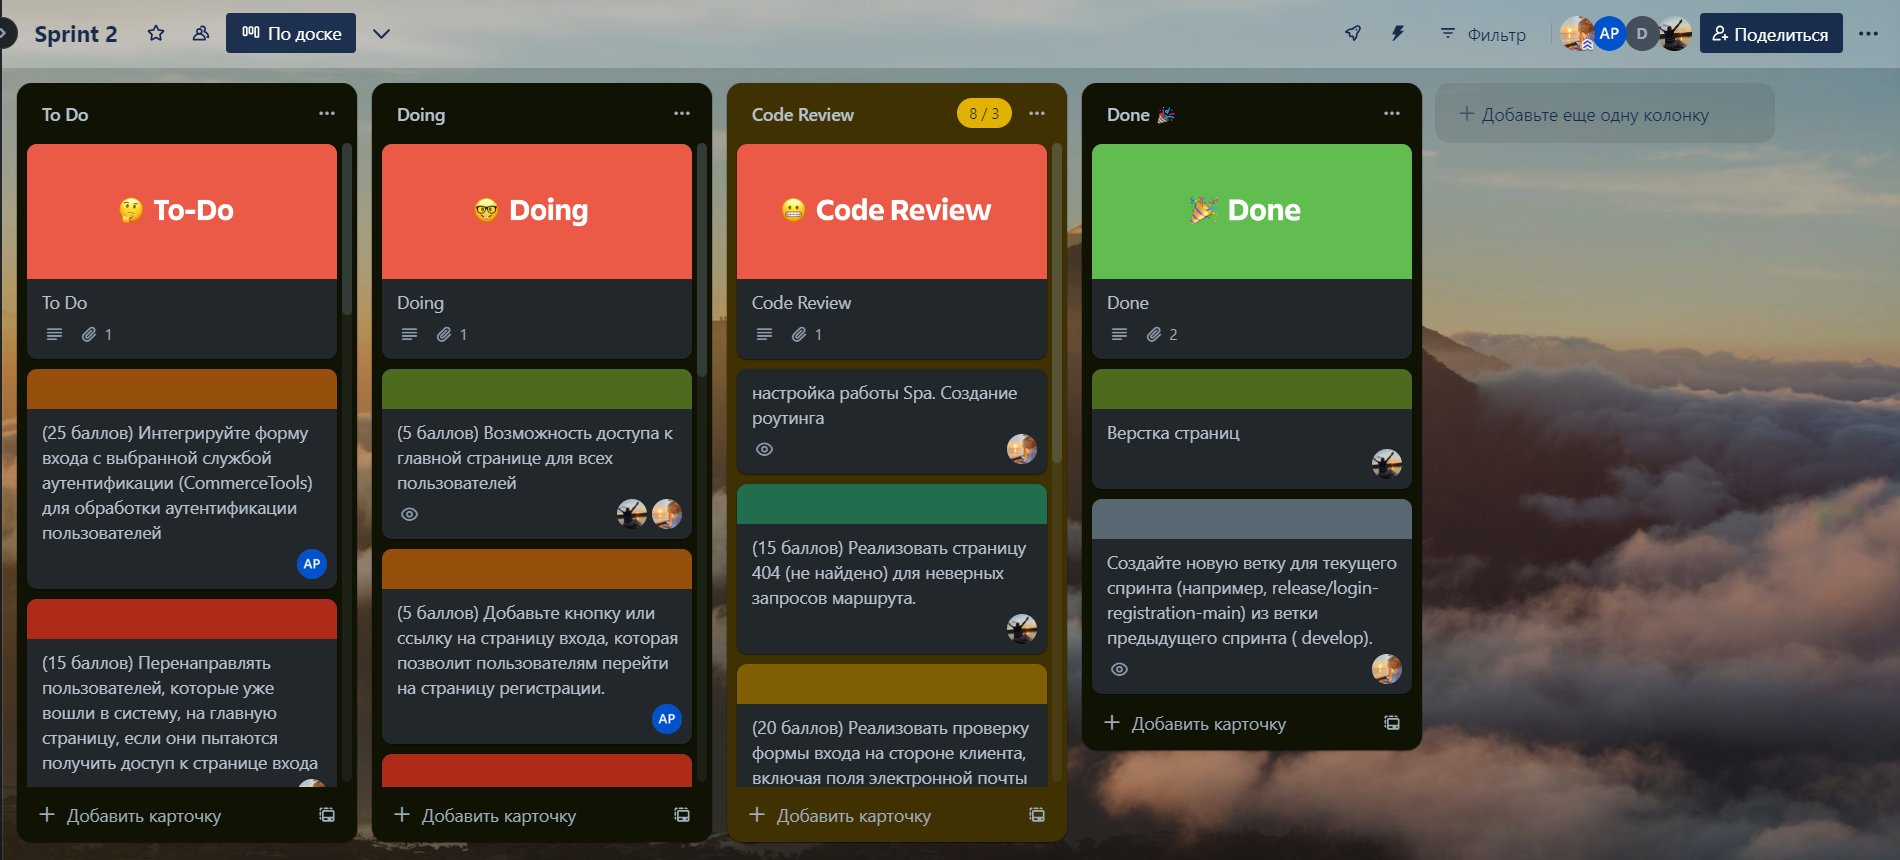 Sprint 2
По доске
Фильтр
AP
D
Поделиться
To Do
To-Do
To Do
1
(25 баллов) Интегрируйте форму
входа с выбранной службой
аутентификации (CommerceTools)
для обработки аутентификации
пользователей
AP
(15 баллов) Перенаправлять
пользователей, которые уже
вошли в систему, на главную
страницу, если они пытаются
получить доступ к странице входа
Добавить карточку
Doing
Doing
Doing
1
(5 баллов) Возможность доступа к
главной странице для всех
пользователей
(5 баллов) Добавьте кнопку или
ссылку на страницу входа, которая
позволит пользователям перейти
на страницу регистрации.
AP
Добавить карточку
Code Review
8 / 3
Code Review
Code Review
1
настройка работы Spa. Создание
роутинга
(15 баллов) Реализовать страницу
404 (не найдено) для неверных
запросов маршрута.
(20 баллов) Реализовать проверку
формы входа на стороне клиента,
включая поля электронной почты
Добавить карточку
Done 🎉
Done
Done
2
Верстка страниц
Создайте новую ветку для текущего
спринта (например, release/login-
registration-main) из ветки
предыдущего спринта ( develop).
Добавить карточку
Добавьте еще одну колонку